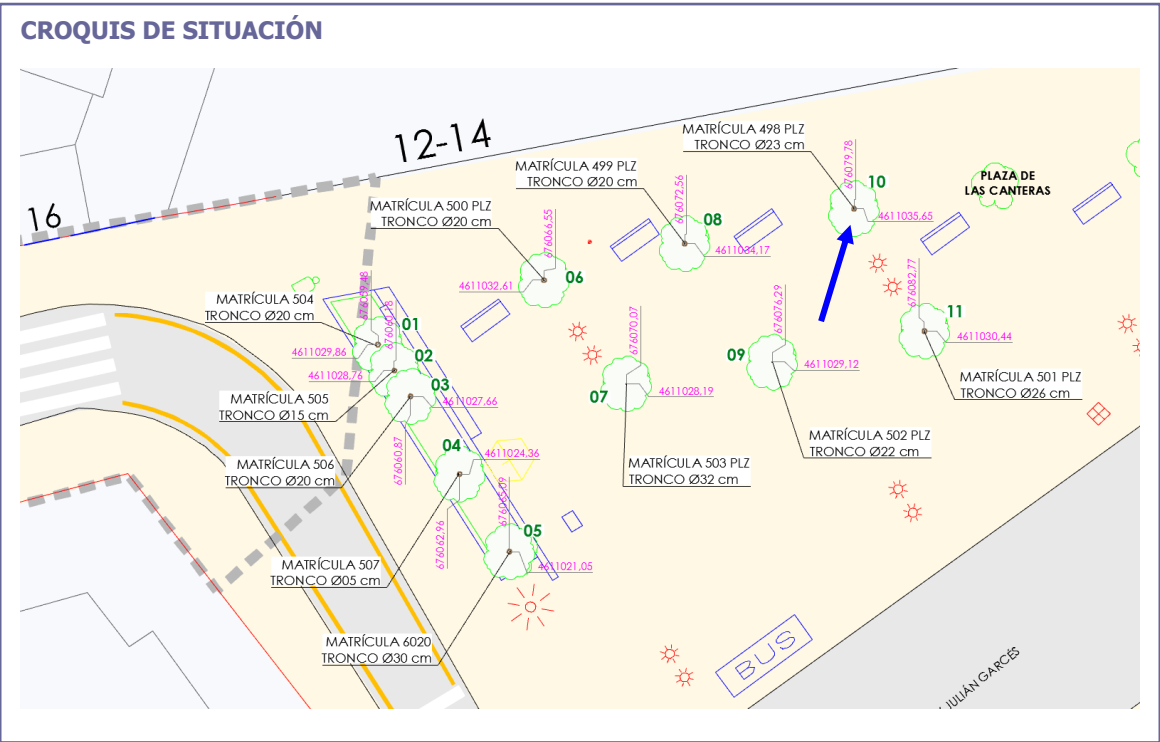 CROQUIS DE SITUACIÓN
12-14
16
MATRÍCULA 498 PLZ
TRONCO Ø23 cm
676079,78
10
4611035,65
PLAZA DE
LAS CANTERAS
MATRÍCULA 499 PLZ
TRONCO Ø20 cm
676072,56
08
4611034,17
MATRÍCULA 500 PLZ
TRONCO Ø20 cm
676066,55
06
4611032,61
MATRÍCULA 504
TRONCO Ø20 cm
676059,48
01
4611029,86
02
4611028,76
MATRÍCULA 505
TRONCO Ø15 cm
03
4611027,66
676060,87
MATRÍCULA 506
TRONCO Ø20 cm
04
4611024,36
676062,96
MATRÍCULA 507
TRONCO Ø05 cm
05
4611021,05
MATRÍCULA 6020
TRONCO Ø30 cm
676070,07
07
4611028,19
MATRÍCULA 503 PLZ
TRONCO Ø32 cm
676076,29
09
4611029,12
MATRÍCULA 502 PLZ
TRONCO Ø22 cm
676082,77
11
4611030,44
MATRÍCULA 501 PLZ
TRONCO Ø26 cm
BUS
JULIÁN GARCÉS